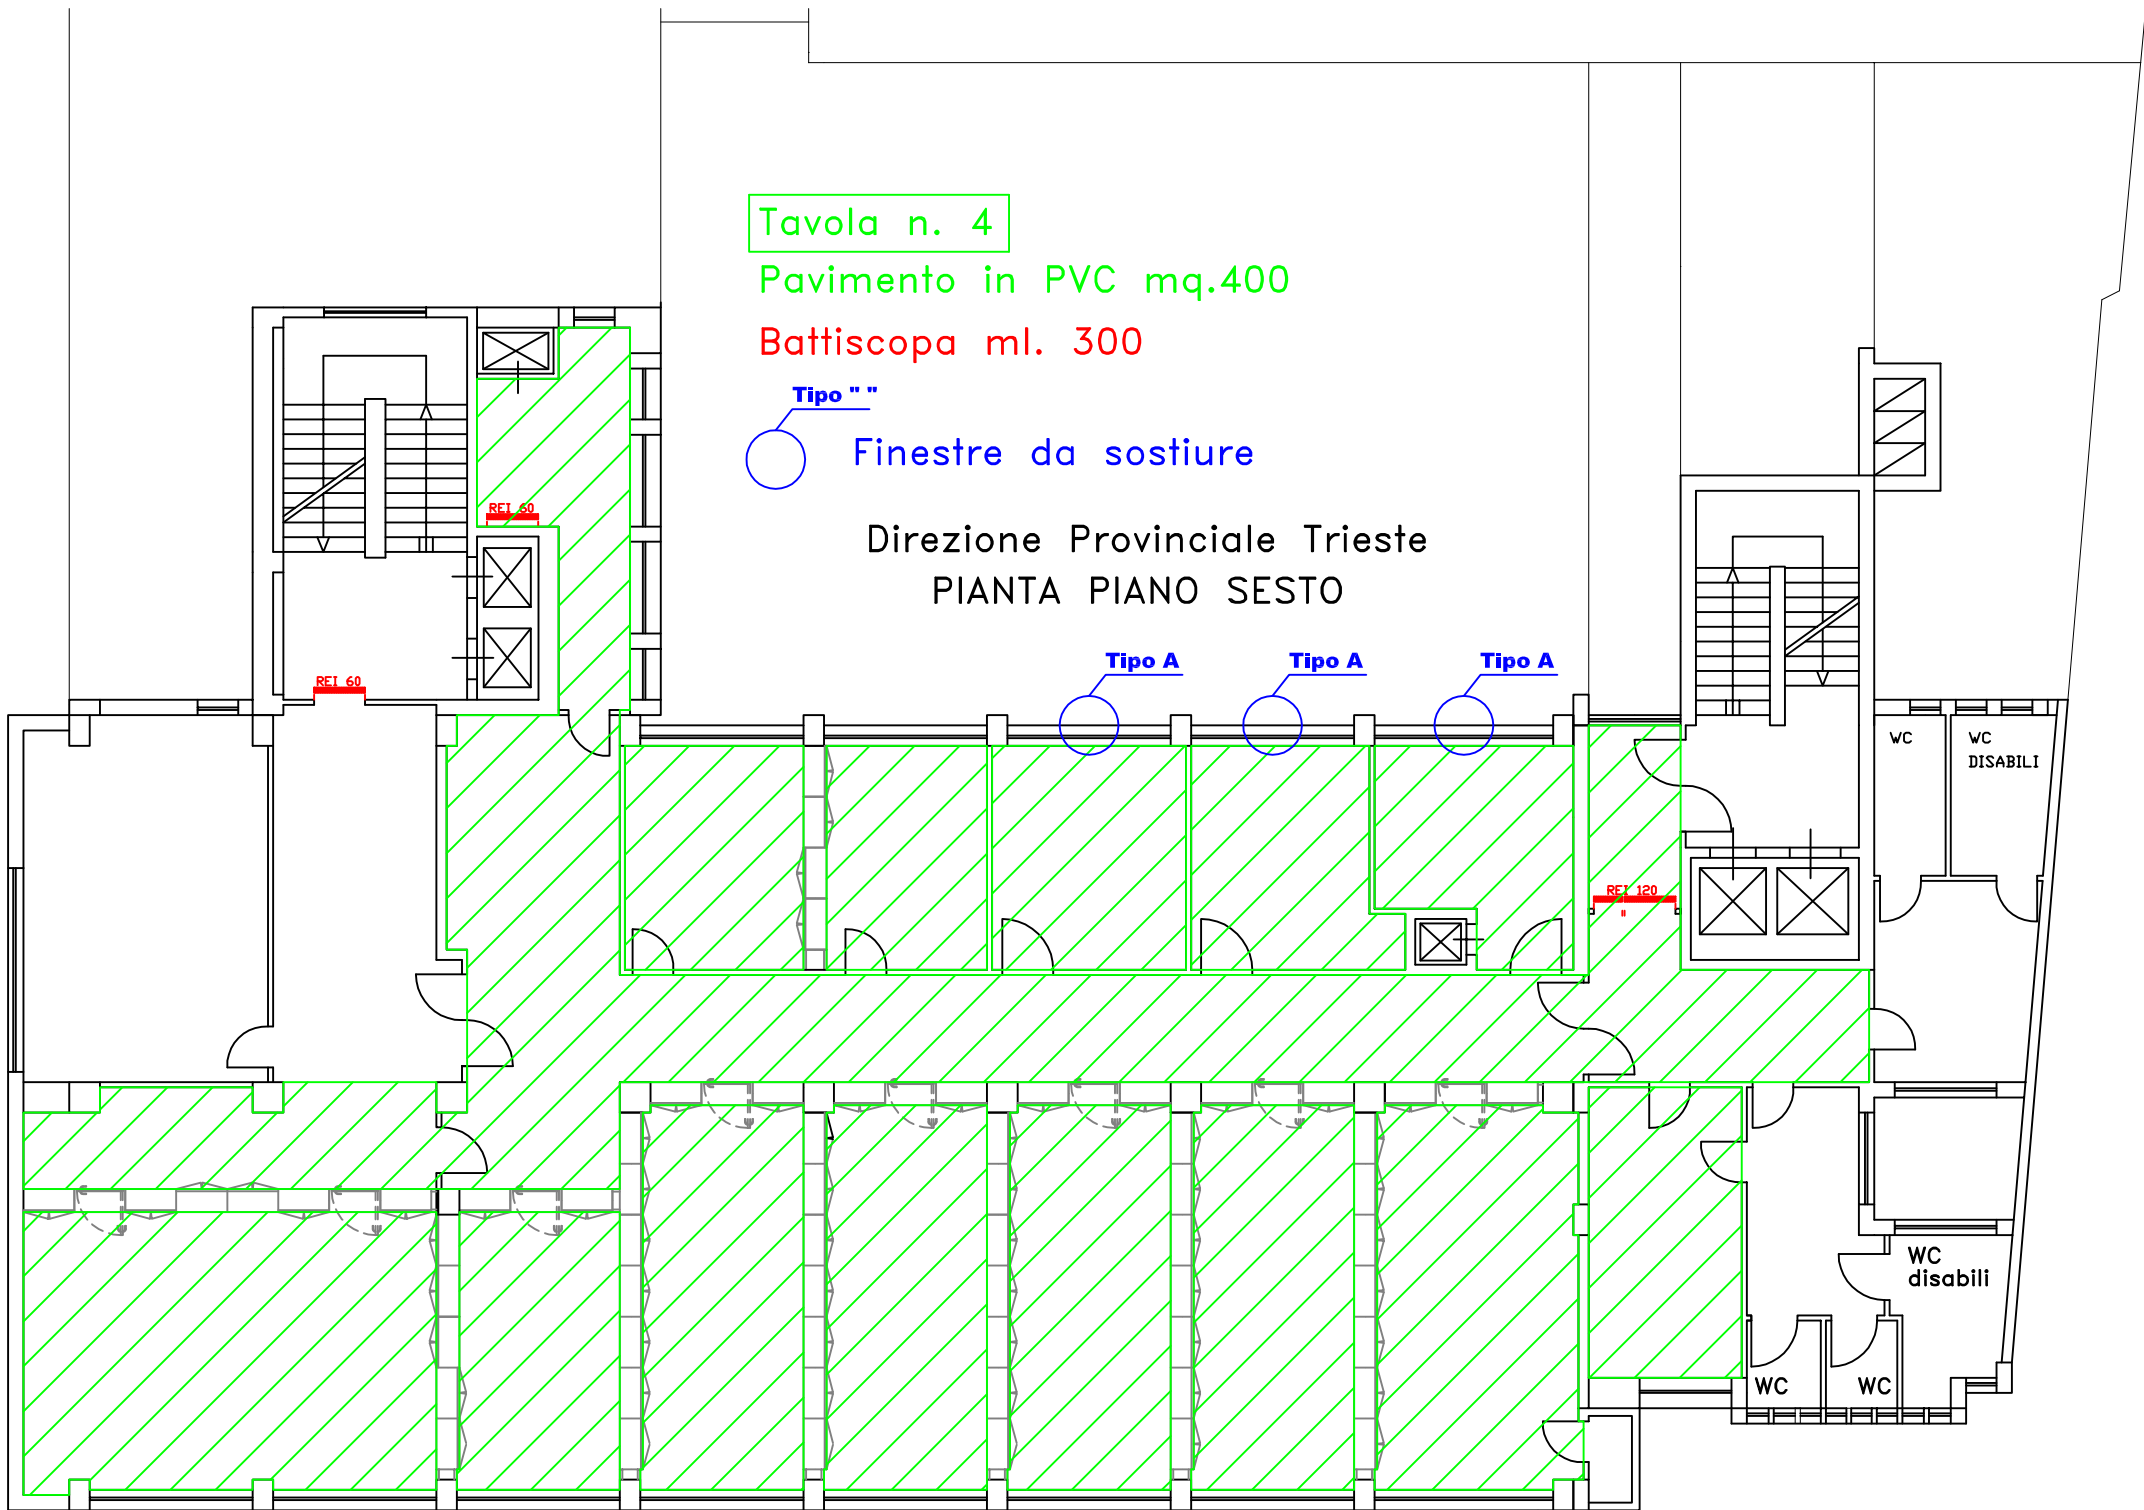 Tavola n. 4
Pavimento in PVC mq.400
Battiscopa ml. 300
Tipo " "
Finestre da sostiure
REI 60
Direzione Provinciale Trieste
PIANTA PIANO SESTO
Tipo A
Tipo A
Tipo A
REI 60
WC
WC
DISABILI
REI 120
WC
disabili
WC
WC